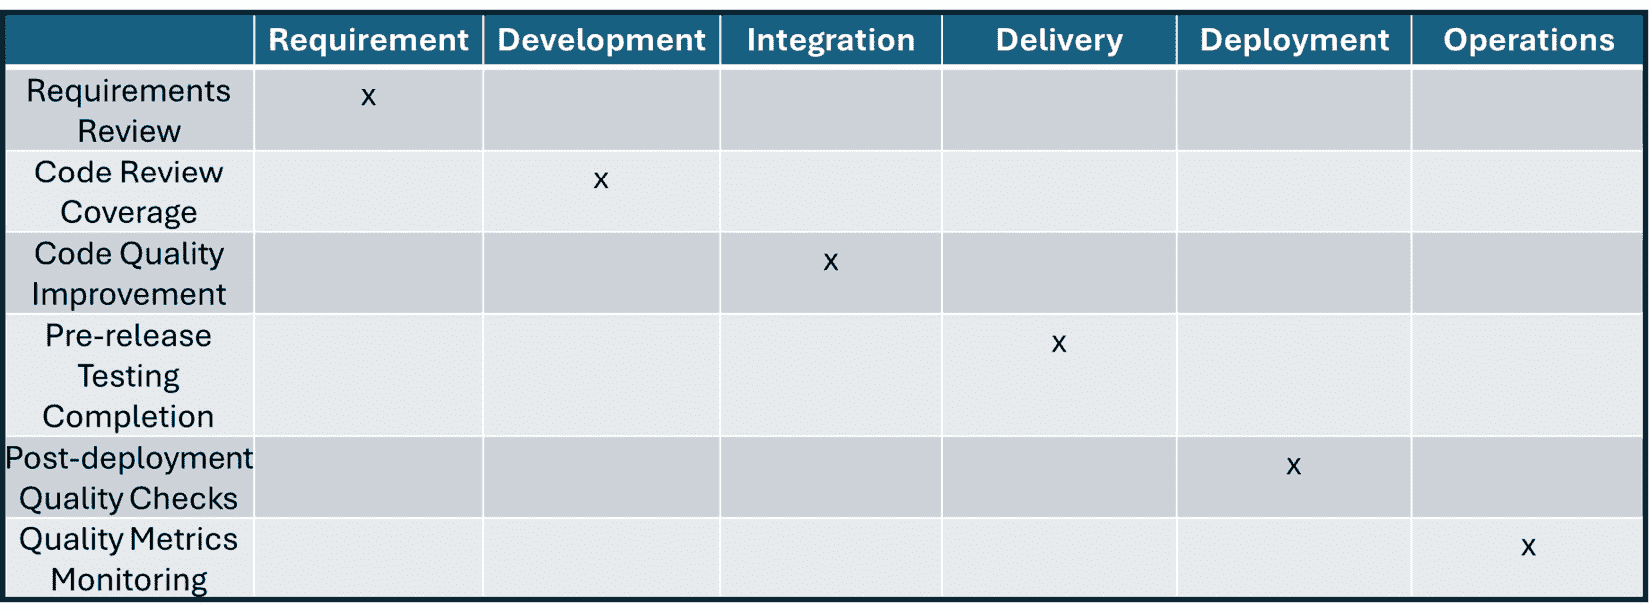 Requirement Development Integration Delivery Deployment Operations
Requirements x
Review
Code Review x
Coverage
Code Quality x
Improvement
Pre-release x
Testing
Completion
Post-deployment x
Quality Checks
Quality Metrics x
Monitoring